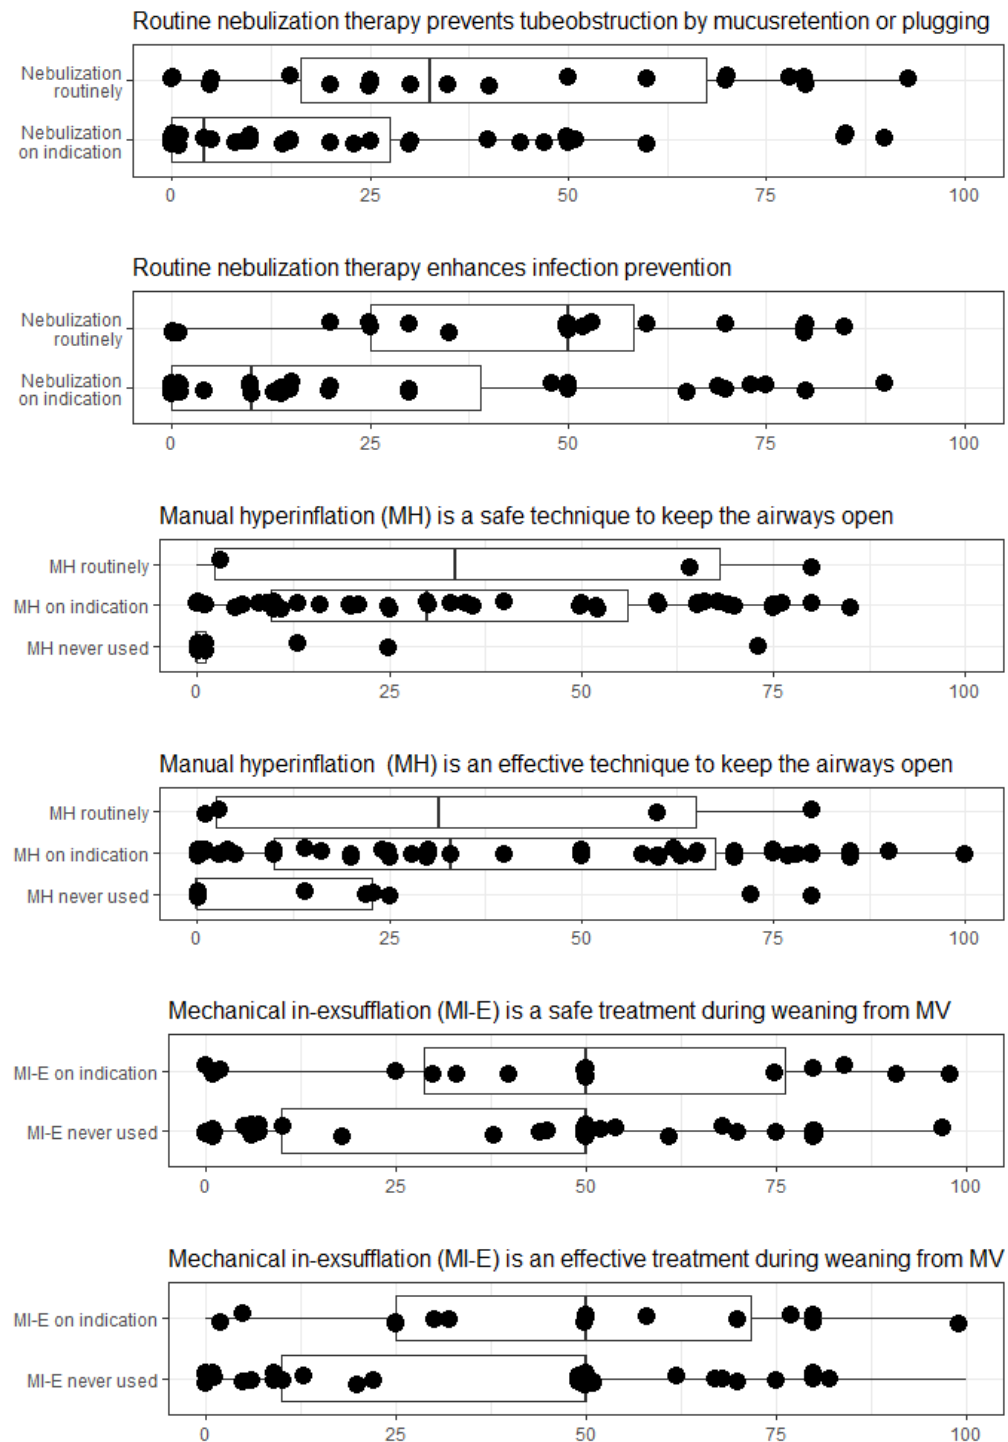 Routine nebulization therapy prevents tubeobstruction by mucusretention or plugging
Nebulization
routinely
Nebulization
on indication
0 25 50 75 100
Routine nebulization therapy enhances infection prevention
Nebulization
routinely
Nebulization
on indication
0 25 50 75 100
Manual hyperinflation (MH) is a safe technique to keep the airways open
MH routinely
MH on indication
MH never used
0 25 50 75 100
Manual hyperinflation  (MH) is an effective technique to keep the airways open
MH routinely
MH on indication
MH never used
0 25 50 75 100
Mechanical in-exsufflation (MI-E) is a safe treatment during weaning from MV
MI-E on indication
MI-E never used
0 25 50 75 100
Mechanical in-exsufflation (MI-E) is an effective treatment during weaning from MV
MI-E on indication
MI-E never used
0 25 50 75 100